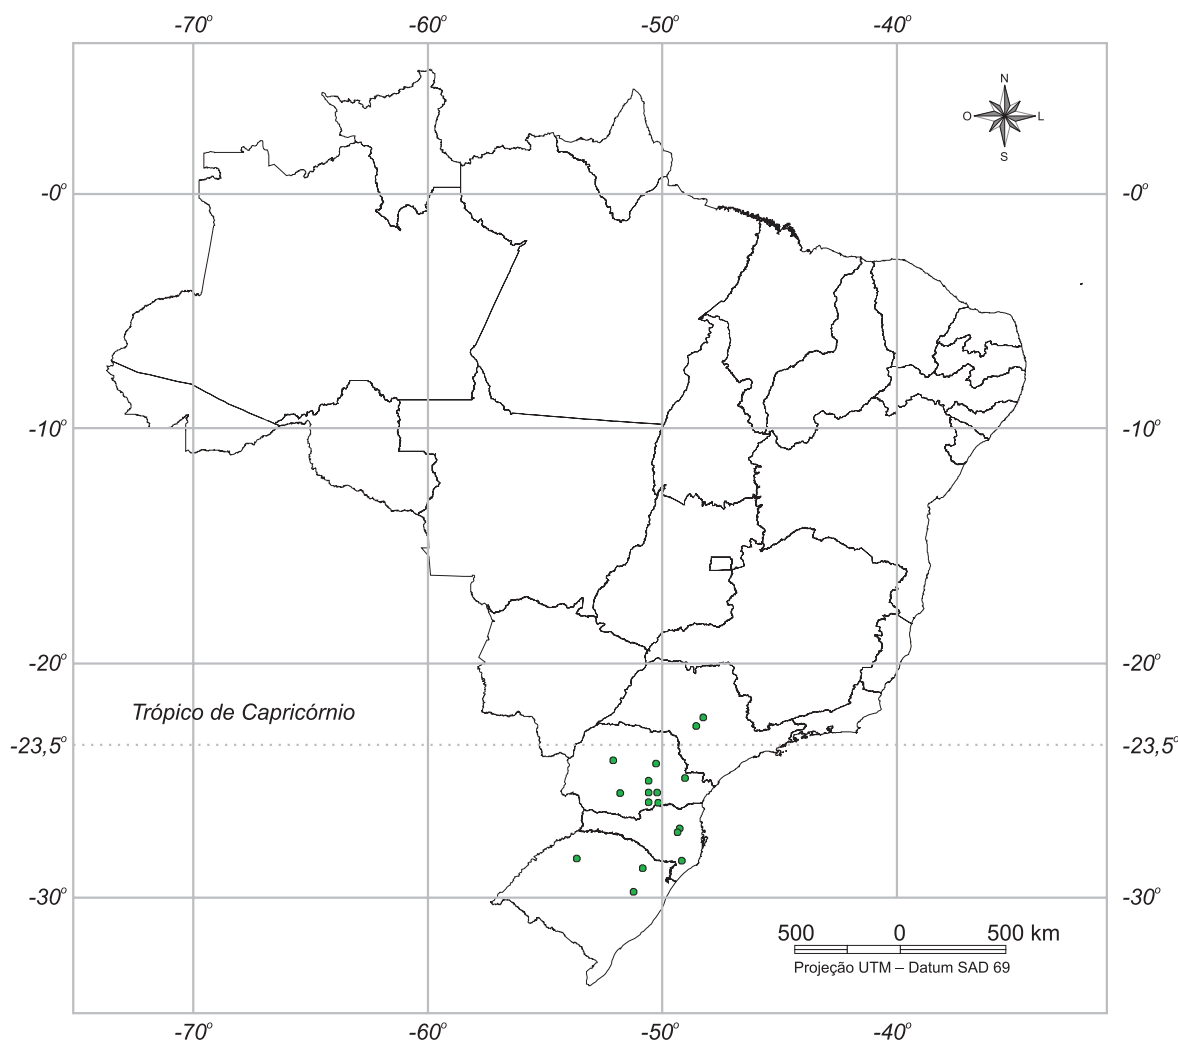 -70° -60° -50° -40°
N
O L
S
-0° -0°
-10° -10°
-20° -20°
Trópico de Capricórnio
-23,5° -23,5°
-30° -30°
500 0 500 km
Projeção UTM – Datum SAD 69
-70° -60° -50° -40°